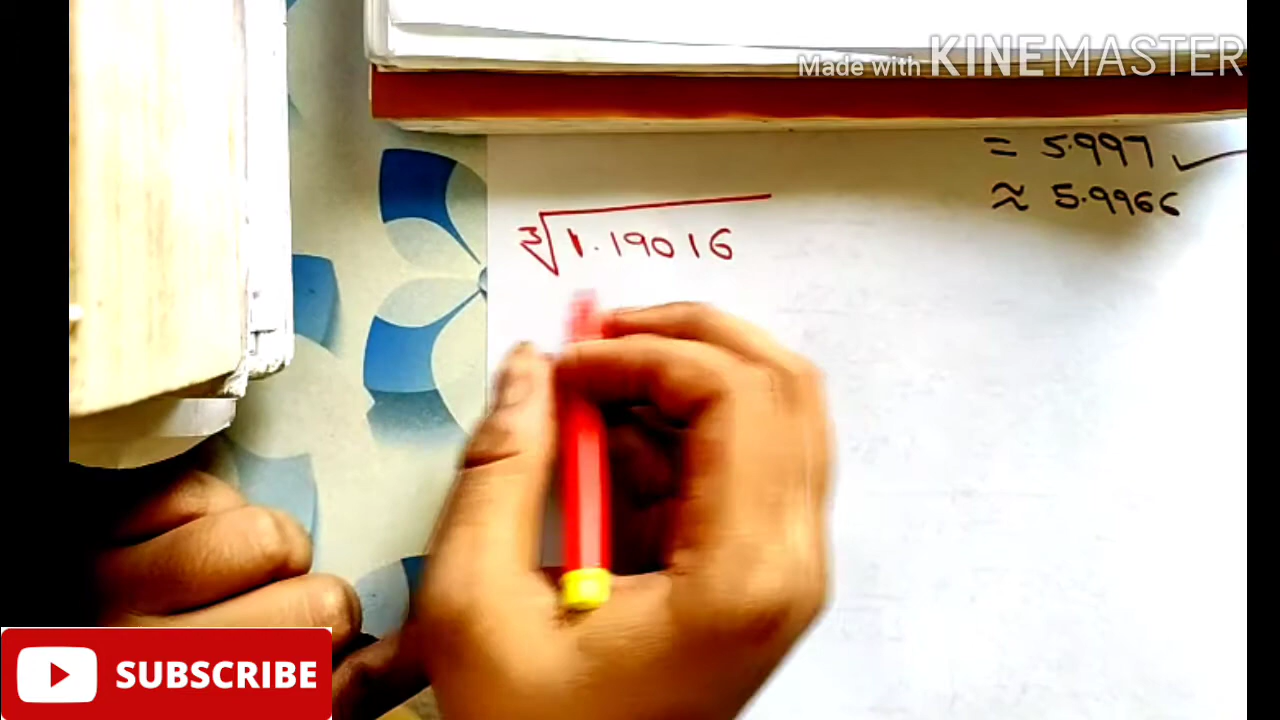 Made with KINEMASTER
= 5.997 ✓
≈ 5.9966
∛1.19016
SUBSCRIBE